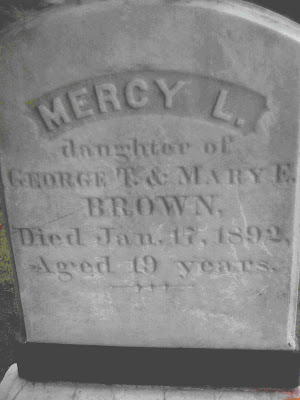 MERCY L.
daughter of
GEORGE T. & MARY E.
BROWN,
Died Jan. 17, 1892,
Aged 19 years.